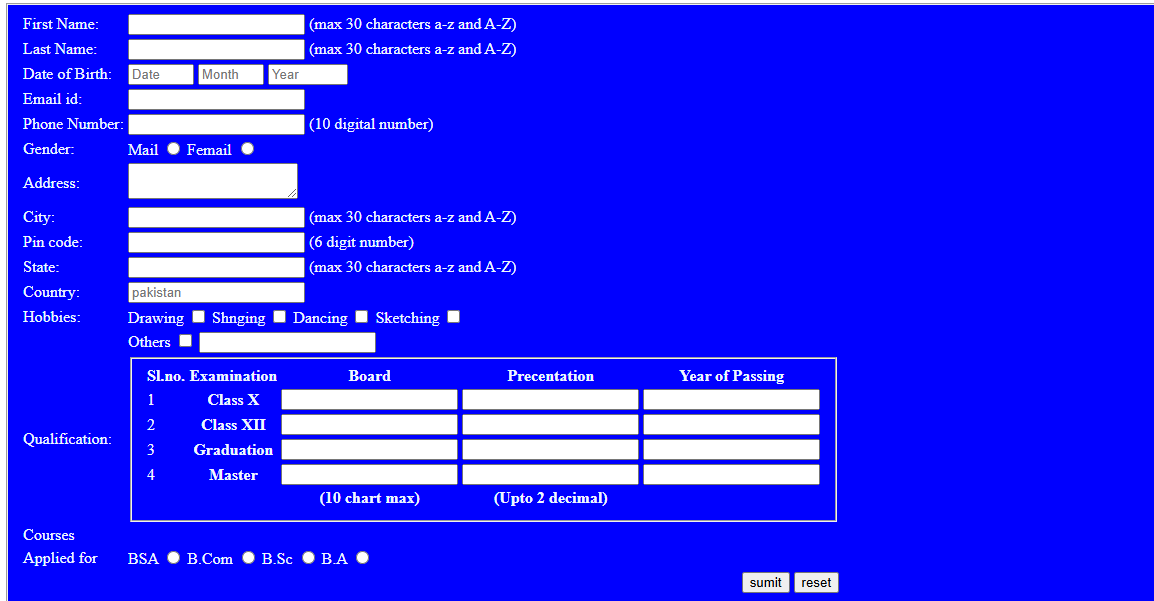 First Name: (max 30 characters a-z and A-Z)
Last Name: (max 30 characters a-z and A-Z)
Date of Birth: Date Month Year
Email id:
Phone Number: (10 digital number)
Gender: Mail Femail
Address:
City: (max 30 characters a-z and A-Z)
Pin code: (6 digit number)
State: (max 30 characters a-z and A-Z)
Country: pakistan
Hobbies: Drawing Shnging Dancing Sketching
Others
Qualification:
Sl.no. Examination Board Precentation Year of Passing
1 Class X
2 Class XII
3 Graduation
4 Master
(10 chart max) (Upto 2 decimal)
Courses
Applied for BSA B.Com B.Sc B.A
sumit reset